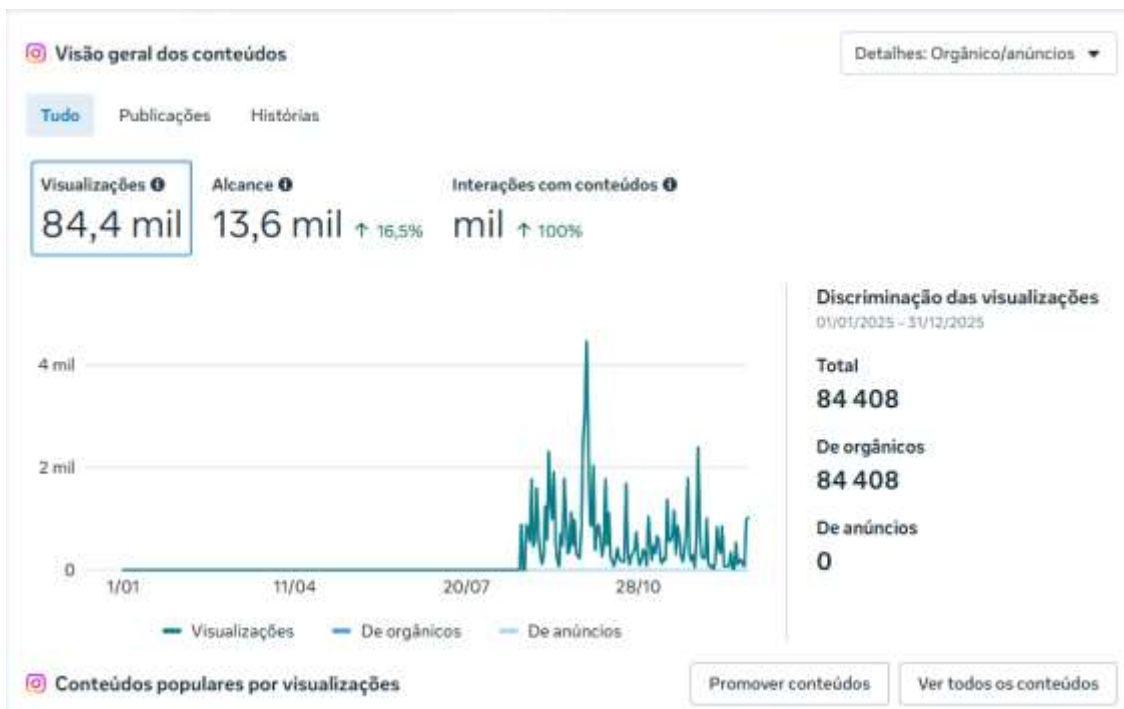 Visão geral dos conteúdos
Detalhes: Orgânico/anúncios
Tudo Publicações Histórias
Visualizações Alcance Interações com conteúdos
84,4 mil 13,6 mil ↑ 16,5% mil ↑ 100%
Discriminação das visualizações
01/01/2025 – 31/12/2025
Total
84 408
De orgânicos
84 408
De anúncios
0
4 mil
2 mil
0
1/01 11/04 20/07 28/10
Visualizações De orgânicos De anúncios
Conteúdos populares por visualizações
Promover conteúdos
Ver todos os conteúdos